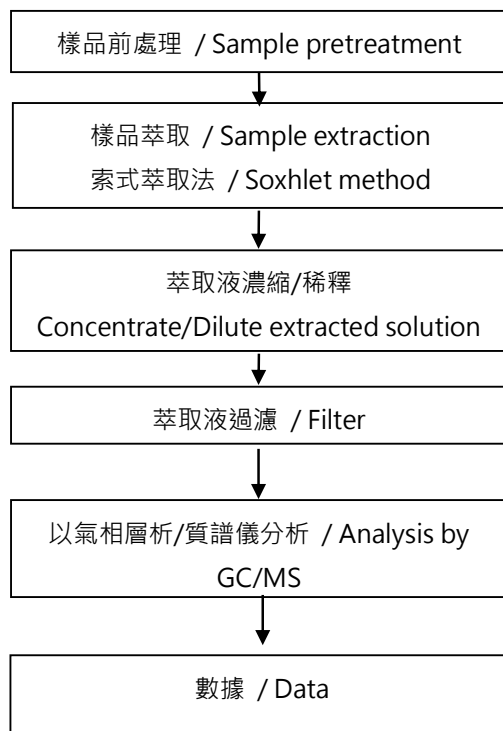 樣品前處理 / Sample pretreatment
樣品萃取 / Sample extraction
索式萃取法 / Soxhlet method
萃取液濃縮/稀釋
Concentrate/Dilute extracted solution
萃取液過濾 / Filter
以氣相層析/質譜儀分析 / Analysis by
GC/MS
數據 / Data